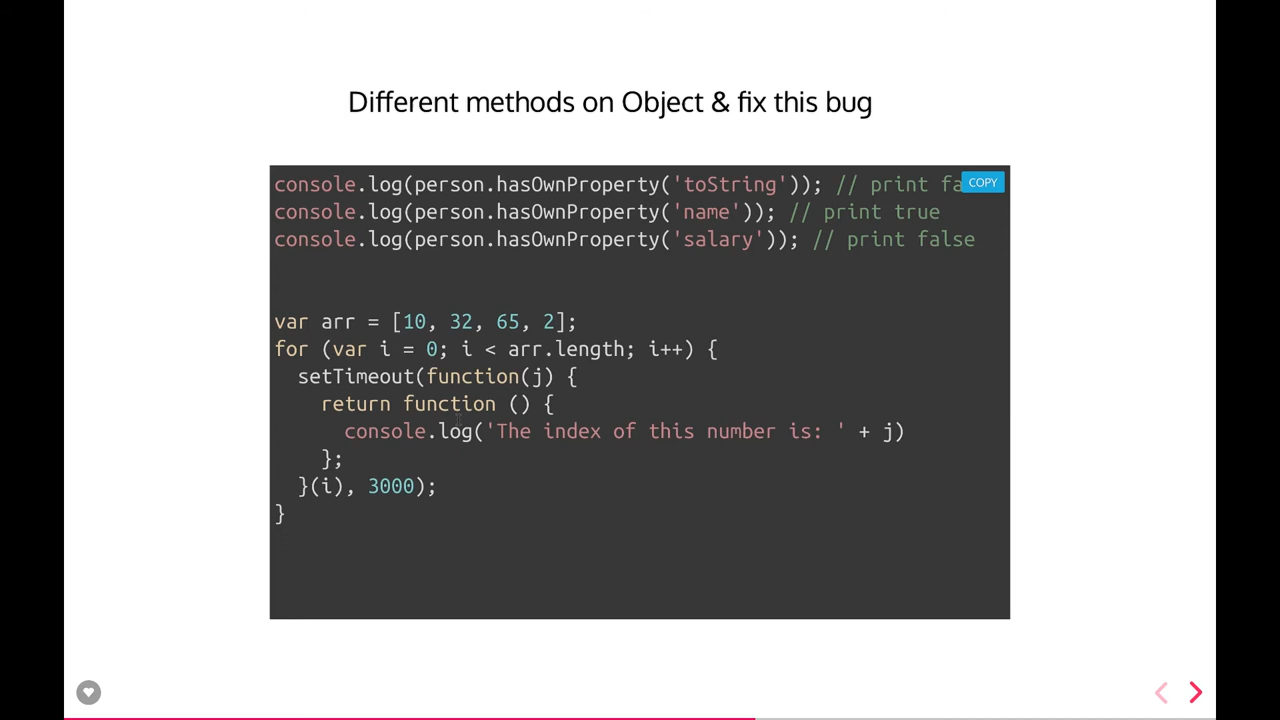 Different methods on Object & fix this bug
console.log(person.hasOwnProperty('toString')); // print fa
COPY
console.log(person.hasOwnProperty('name')); // print true
console.log(person.hasOwnProperty('salary')); // print false
var arr = [10, 32, 65, 2];
for (var i = 0; i < arr.length; i++) {
  setTimeout(function(j) {
    return function () {
      console.log('The index of this number is: ' + j)
    };
  }(i), 3000);
}